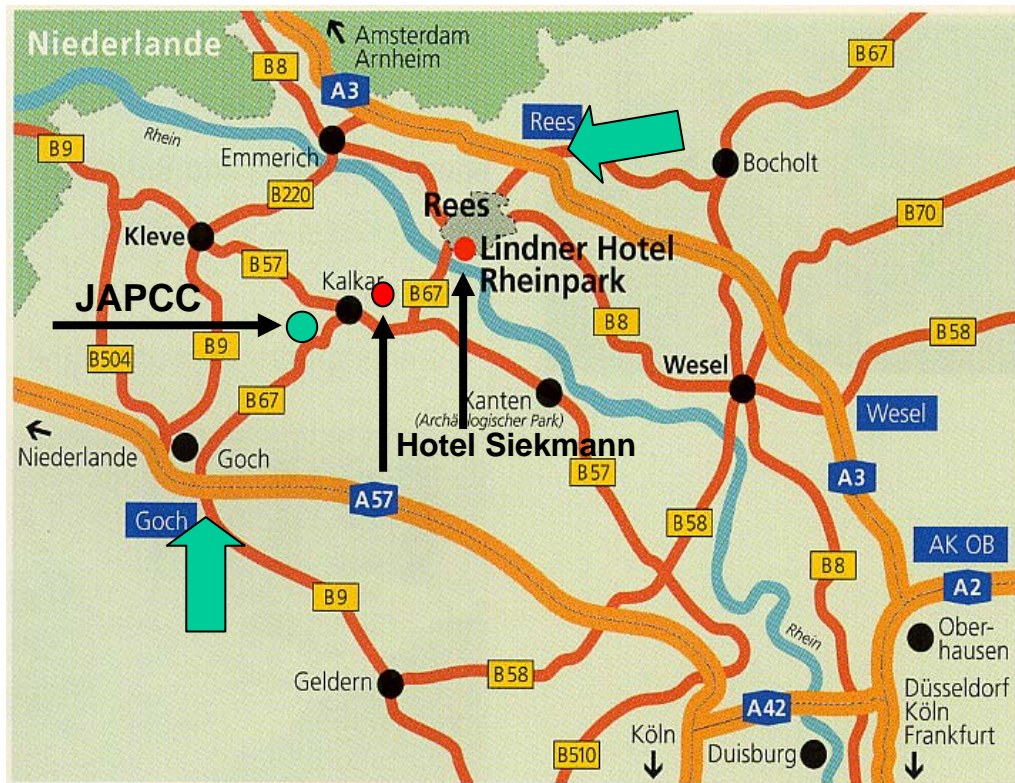 Niederlande
Amsterdam
Arnheim
B67
B8
A3
Rhein
Rees
B9
Emmerich
Bocholt
B220
Rees
B70
Kleve
Lindner Hotel
Rheinpark
B57
Kalkar
JAPCC
B67
B8
B58
B504
B9
Wesel
B67
Xanten
(Archäologischer Park)
Wesel
Hotel Siekmann
Niederlande
Goch
B57
A3
A57
Goch
B58
AK OB
B8
B9
A2
Rhein
Ober-
hausen
Geldern
B58
Düsseldorf
Köln
Frankfurt
A42
Köln
B510
Duisburg